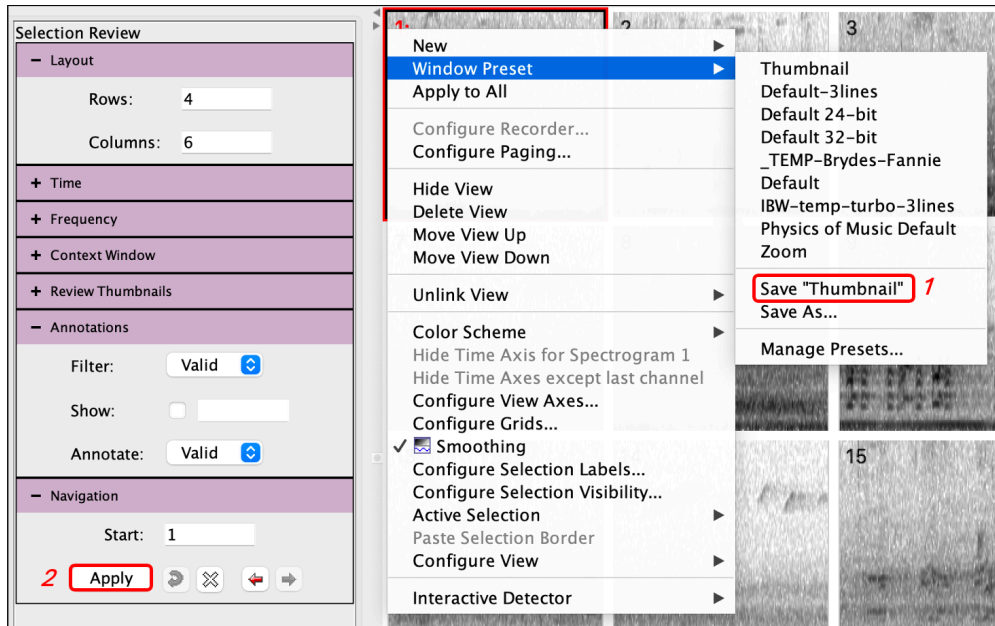 Selection Review
− Layout
Rows: 4
Columns: 6
+ Time
+ Frequency
+ Context Window
+ Review Thumbnails
− Annotations
Filter: Valid
Show:
Annotate: Valid
− Navigation
Start: 1
2 Apply
1
2
3
New
Window Preset
Apply to All
Configure Recorder...
Configure Paging...
Hide View
Delete View
Move View Up
Move View Down
Unlink View
Color Scheme
Hide Time Axis for Spectrogram 1
Hide Time Axes except last channel
Configure View Axes...
Configure Grids...
✓ Smoothing
Configure Selection Labels...
Configure Selection Visibility...
Active Selection
Paste Selection Border
Configure View
Interactive Detector
Thumbnail
Default-3lines
Default 24-bit
Default 32-bit
_TEMP-Brydes-Fannie
Default
IBW-temp-turbo-3lines
Physics of Music Default
Zoom
Save "Thumbnail" 1
Save As...
Manage Presets...
8
14
15